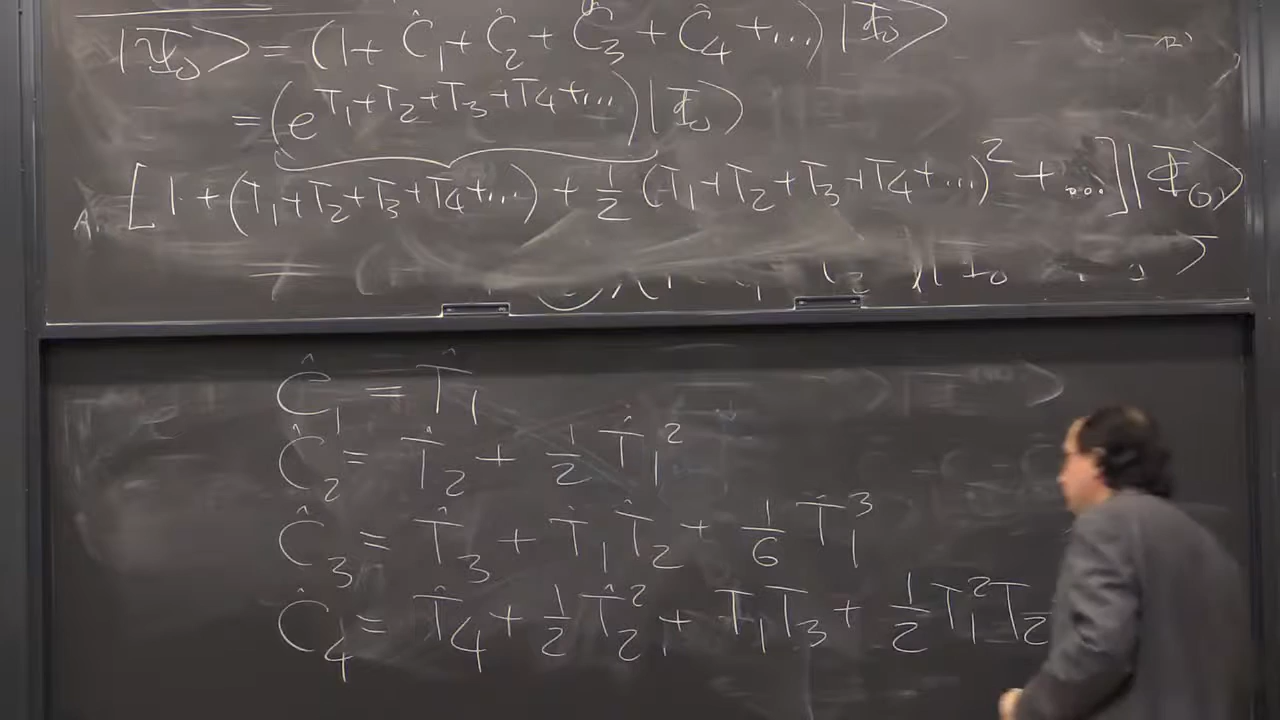 |Ψ₀⟩ = (1 + Ĉ₁ + Ĉ₂ + Ĉ₃ + Ĉ₄ + ...) |Φ₀⟩
= (e^{T₁+T₂+T₃+T₄+...}) |Φ₀⟩
[1 + (T₁+T₂+T₃+T₄+...) + 1/2 (T₁+T₂+T₃+T₄+...)² + ...] |Φ₀⟩
Ĉ₁ = T̂₁
Ĉ₂ = T̂₂ + 1/2 T̂₁²
Ĉ₃ = T̂₃ + T̂₁ T̂₂ + 1/6 T̂₁³
Ĉ₄ = T̂₄ + 1/2 T̂₂² + T₁T₃ + 1/2 T₁²T₂